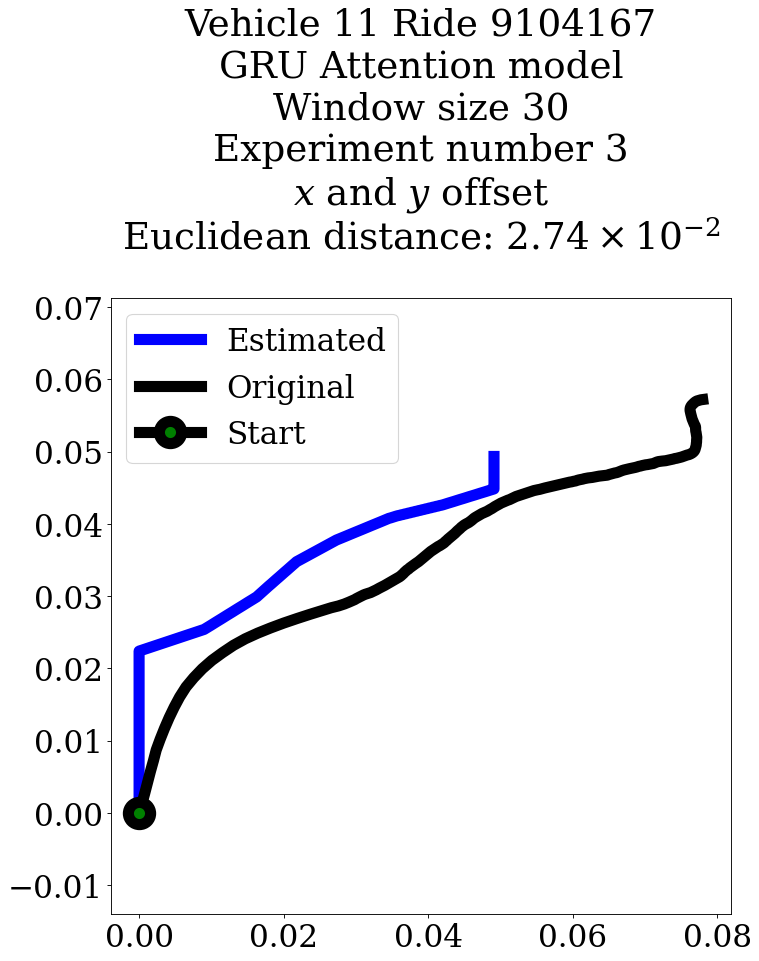 Vehicle 11 Ride 9104167
GRU Attention model
Window size 30
Experiment number 3
x and y offset
Euclidean distance: 2.74 × 10⁻²
0.07
0.06
0.05
0.04
0.03
0.02
0.01
0.00
−0.01
Estimated
Original
Start
0.00 0.02 0.04 0.06 0.08